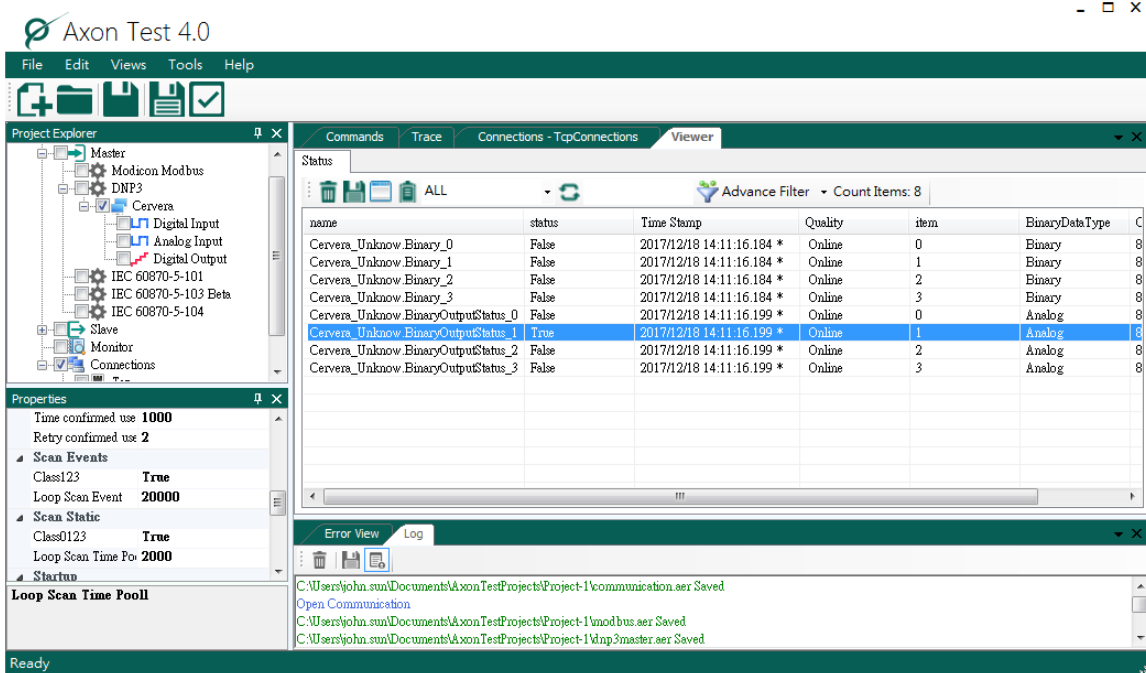 Axon Test 4.0
File Edit Views Tools Help
Project Explorer
Master
Modicon Modbus
DNP3
Cervera
Digital Input
Analog Input
Digital Output
IEC 60870-5-101
IEC 60870-5-103 Beta
IEC 60870-5-104
Slave
Monitor
Connections
Properties
Time confirmed use 1000
Retry confirmed use 2
Scan Events
Class123 True
Loop Scan Event 20000
Scan Static
Class0123 True
Loop Scan Time Poo 2000
Startup
Loop Scan Time Pooll
Commands Trace Connections - TcpConnections Viewer
Status
ALL Advance Filter Count Items: 8
name status Time Stamp Quality item BinaryDataType C
Cervera_Unknow.Binary_0 False 2017/12/18 14:11:16.184 * Online 0 Binary 8
Cervera_Unknow.Binary_1 False 2017/12/18 14:11:16.184 * Online 1 Binary 8
Cervera_Unknow.Binary_2 False 2017/12/18 14:11:16.184 * Online 2 Binary 8
Cervera_Unknow.Binary_3 False 2017/12/18 14:11:16.184 * Online 3 Binary 8
Cervera_Unknow.BinaryOutputStatus_0 False 2017/12/18 14:11:16.199 * Online 0 Analog 8
Cervera_Unknow.BinaryOutputStatus_1 True 2017/12/18 14:11:16.199 * Online 1 Analog 8
Cervera_Unknow.BinaryOutputStatus_2 False 2017/12/18 14:11:16.199 * Online 2 Analog 8
Cervera_Unknow.BinaryOutputStatus_3 False 2017/12/18 14:11:16.199 * Online 3 Analog 8
Error View Log
C:\Users\john.sun\Documents\AxonTestProjects\Project-1\communication.aer Saved
Open Communication
C:\Users\john.sun\Documents\AxonTestProjects\Project-1\modbus.aer Saved
C:\Users\john.sun\Documents\AxonTestProjects\Project-1\dnp3master.aer Saved
Ready